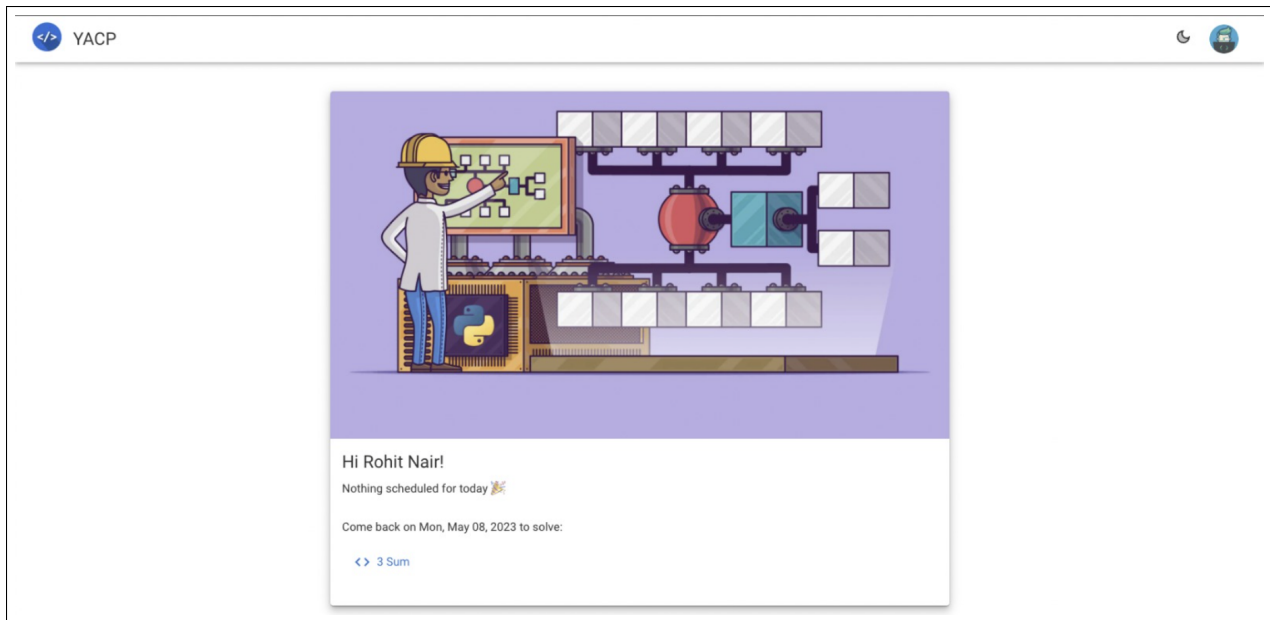 </> YACP
Hi Rohit Nair!
Nothing scheduled for today 🎉
Come back on Mon, May 08, 2023 to solve:
<> 3 Sum